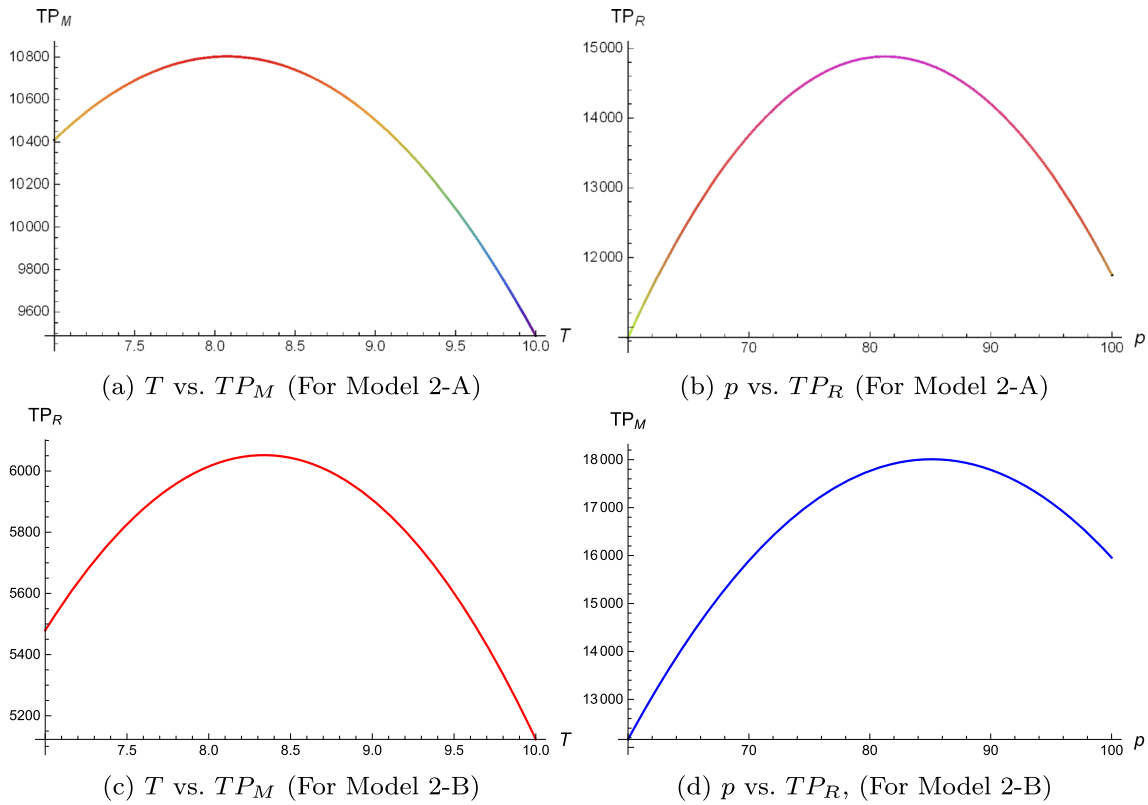 TP_M
10800
10600
10400
10200
10000
9800
9600
7.5 8.0 8.5 9.0 9.5 10.0 T
(a) T vs. TP_M (For Model 2-A)
TP_R
15000
14000
13000
12000
70 80 90 100 p
(b) p vs. TP_R (For Model 2-A)
TP_R
6000
5800
5600
5400
5200
7.5 8.0 8.5 9.0 9.5 10.0 T
(c) T vs. TP_M (For Model 2-B)
TP_M
18000
17000
16000
15000
14000
13000
70 80 90 100 p
(d) p vs. TP_R, (For Model 2-B)